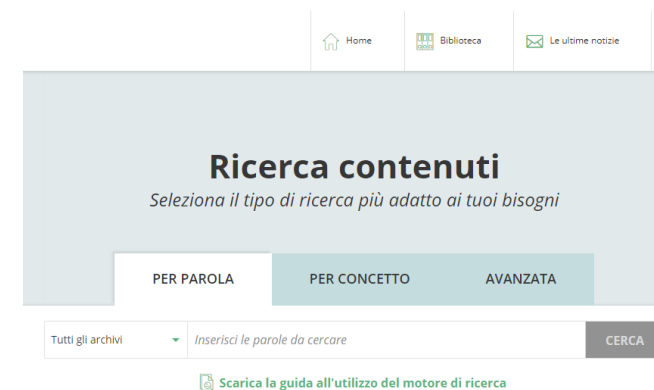 Home Biblioteca Le ultime notizie
Ricerca contenuti
Seleziona il tipo di ricerca più adatto ai tuoi bisogni
PER PAROLA PER CONCETTO AVANZATA
Tutti gli archivi Inserisci le parole da cercare CERCA
Scarica la guida all'utilizzo del motore di ricerca